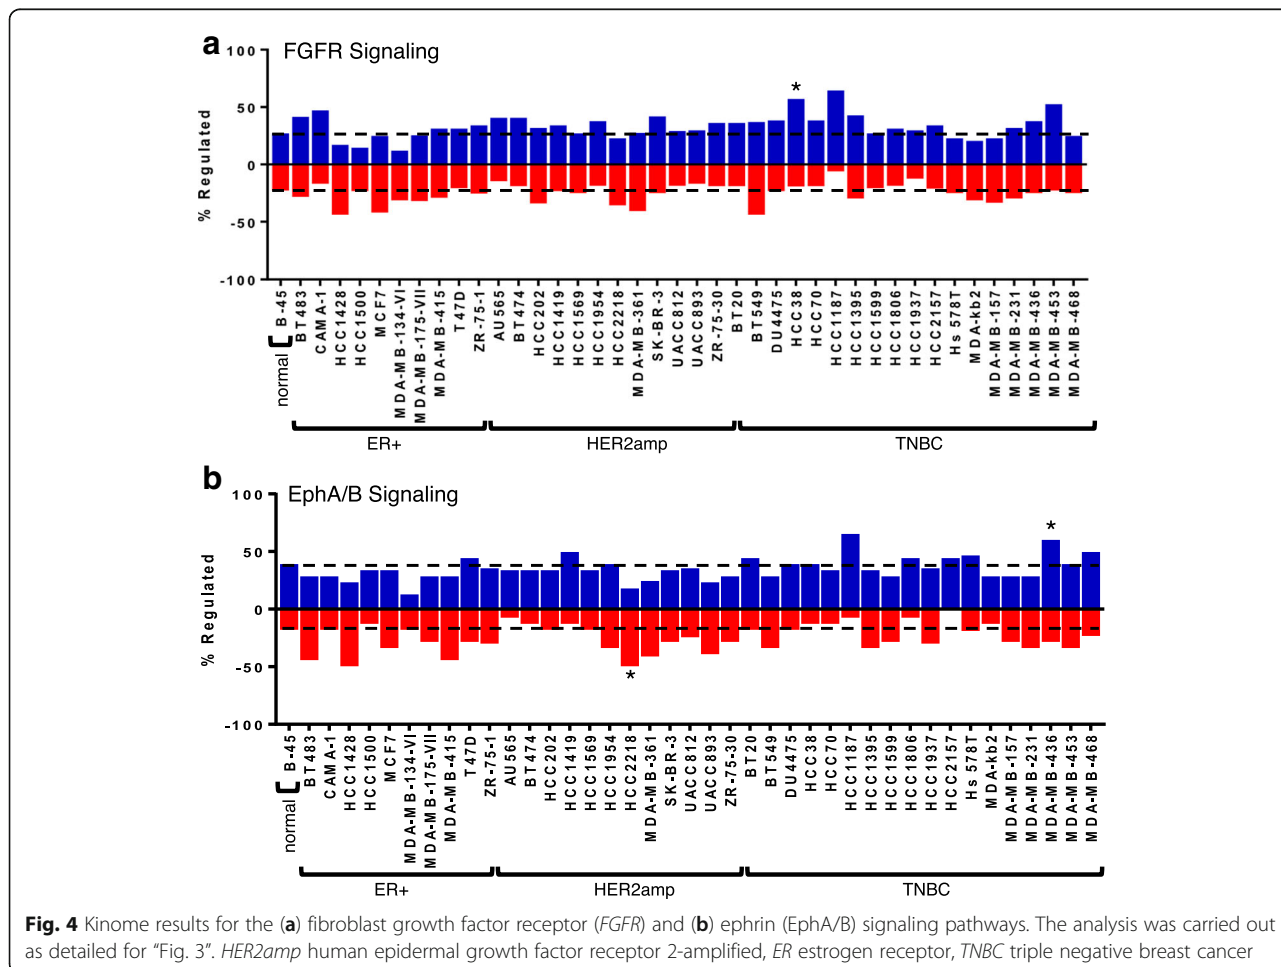 a
FGFR Signaling
100
50
0
-50
-100
% Regulated
B-45
BT483
CAMA-1
HCC1428
HCC1500
MCF7
MDA-MB-134-VI
MDA-MB-175-VII
MDA-MB-415
T47D
ZR-75-1
AU565
BT474
HCC202
HCC1419
HCC1569
HCC1954
HCC2218
MDA-MB-361
SK-BR-3
UACC812
UACC893
ZR-75-30
BT20
BT549
DU4475
HCC38
HCC70
HCC1187
HCC1395
HCC1599
HCC1806
HCC1937
HCC2157
Hs578T
MDA-kb2
MDA-MB-157
MDA-MB-231
MDA-MB-436
MDA-MB-453
MDA-MB-468
*
normal
ER+
HER2amp
TNBC
b
EphA/B Signaling
100
50
0
-50
-100
% Regulated
*
*
B-45
BT483
CAMA-1
HCC1428
HCC1500
MCF7
MDA-MB-134-VI
MDA-MB-175-VII
MDA-MB-415
T47D
ZR-75-1
AU565
BT474
HCC202
HCC1419
HCC1569
HCC1954
HCC2218
MDA-MB-361
SK-BR-3
UACC812
UACC893
ZR-75-30
BT20
BT549
DU4475
HCC38
HCC70
HCC1187
HCC1395
HCC1599
HCC1806
HCC1937
HCC2157
Hs578T
MDA-kb2
MDA-MB-157
MDA-MB-231
MDA-MB-436
MDA-MB-453
MDA-MB-468
normal
ER+
HER2amp
TNBC
Fig. 4 Kinome results for the (a) fibroblast growth factor receptor (FGFR) and (b) ephrin (EphA/B) signaling pathways. The analysis was carried out
as detailed for “Fig. 3”. HER2amp human epidermal growth factor receptor 2-amplified, ER estrogen receptor, TNBC triple negative breast cancer